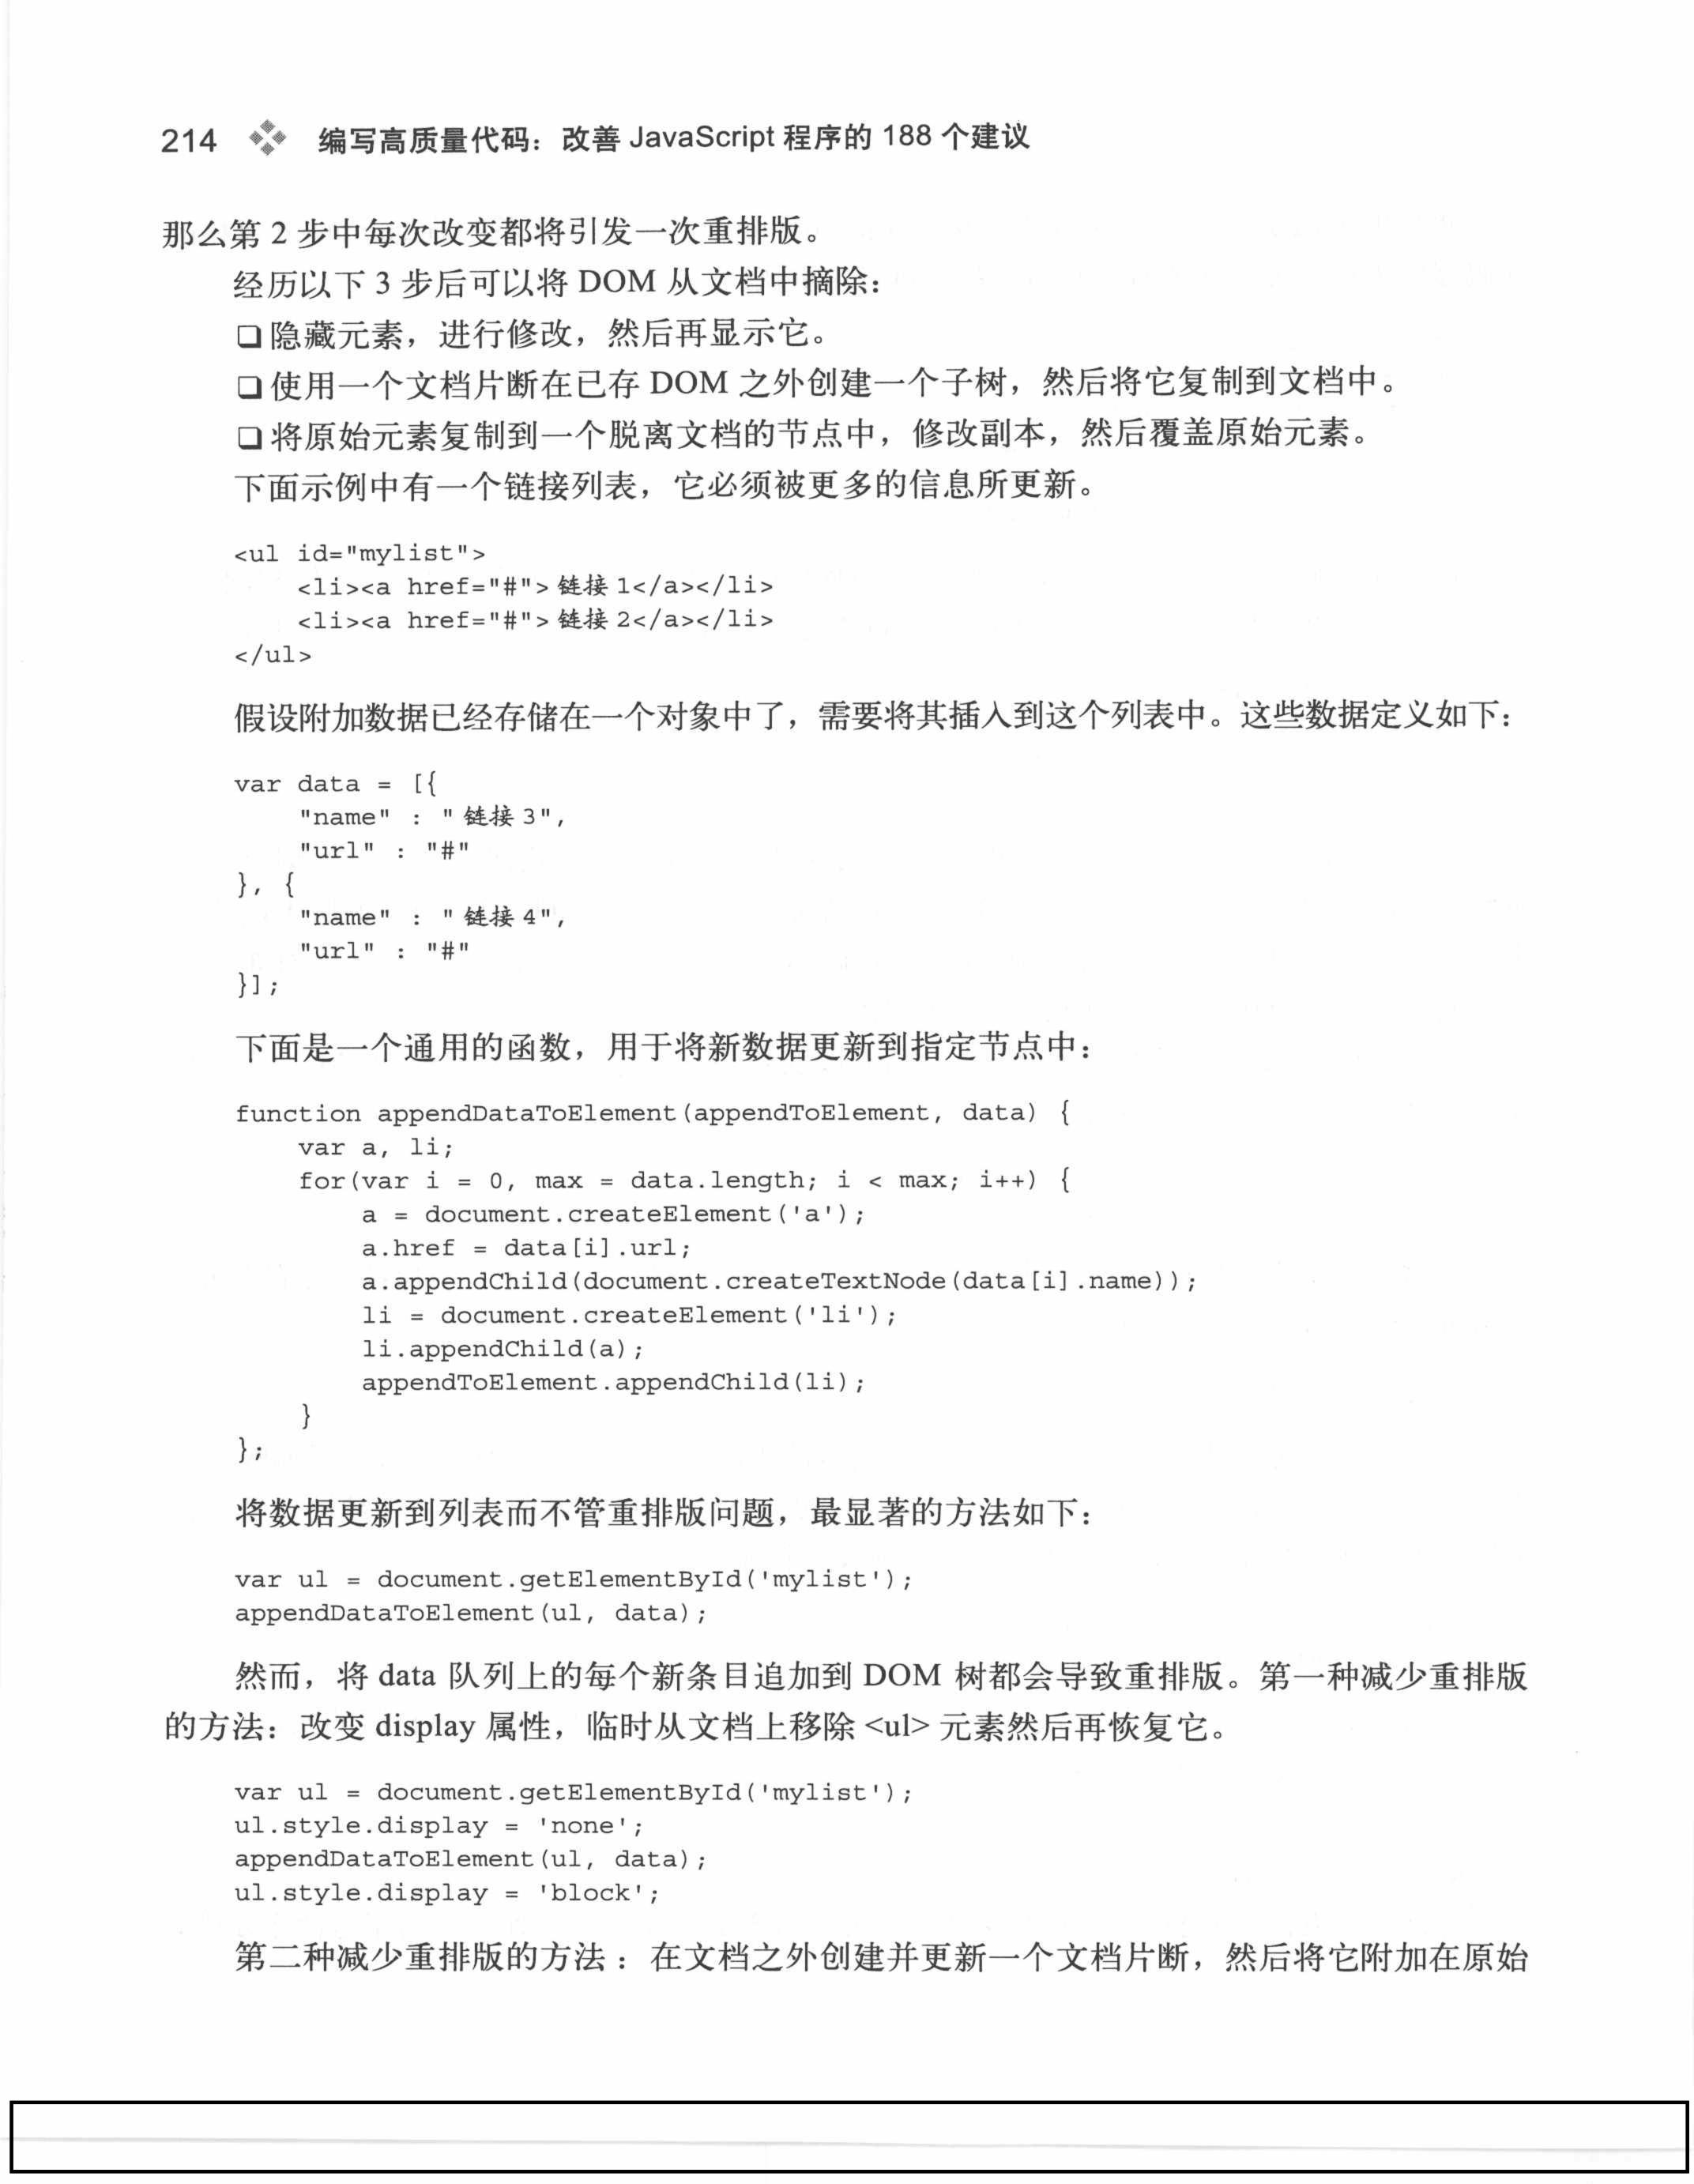 214 编写高质量代码：改善 JavaScript 程序的 188 个建议
那么第 2 步中每次改变都将引发一次重排版。
经历以下 3 步后可以将 DOM 从文档中摘除：
❑ 隐藏元素，进行修改，然后再显示它。
❑ 使用一个文档片断在已存 DOM 之外创建一个子树，然后将它复制到文档中。
❑ 将原始元素复制到一个脱离文档的节点中，修改副本，然后覆盖原始元素。
下面示例中有一个链接列表，它必须被更多的信息所更新。
<ul id="mylist">
    <li><a href="#"> 链接 1</a></li>
    <li><a href="#"> 链接 2</a></li>
</ul>
假设附加数据已经存储在一个对象中了，需要将其插入到这个列表中。这些数据定义如下：
var data = [{
    "name" : " 链接 3",
    "url" : "#"
}, {
    "name" : " 链接 4",
    "url" : "#"
}];
下面是一个通用的函数，用于将新数据更新到指定节点中：
function appendDataToElement(appendToElement, data) {
    var a, li;
    for(var i = 0, max = data.length; i < max; i++) {
        a = document.createElement('a');
        a.href = data[i].url;
        a.appendChild(document.createTextNode(data[i].name));
        li = document.createElement('li');
        li.appendChild(a);
        appendToElement.appendChild(li);
    }
};
将数据更新到列表而不管重排版问题，最显著的方法如下：
var ul = document.getElementById('mylist');
appendDataToElement(ul, data);
然而，将 data 队列上的每个新条目追加到 DOM 树都会导致重排版。第一种减少重排版
的方法：改变 display 属性，临时从文档上移除 <ul> 元素然后再恢复它。
var ul = document.getElementById('mylist');
ul.style.display = 'none';
appendDataToElement(ul, data);
ul.style.display = 'block';
第二种减少重排版的方法：在文档之外创建并更新一个文档片断，然后将它附加在原始